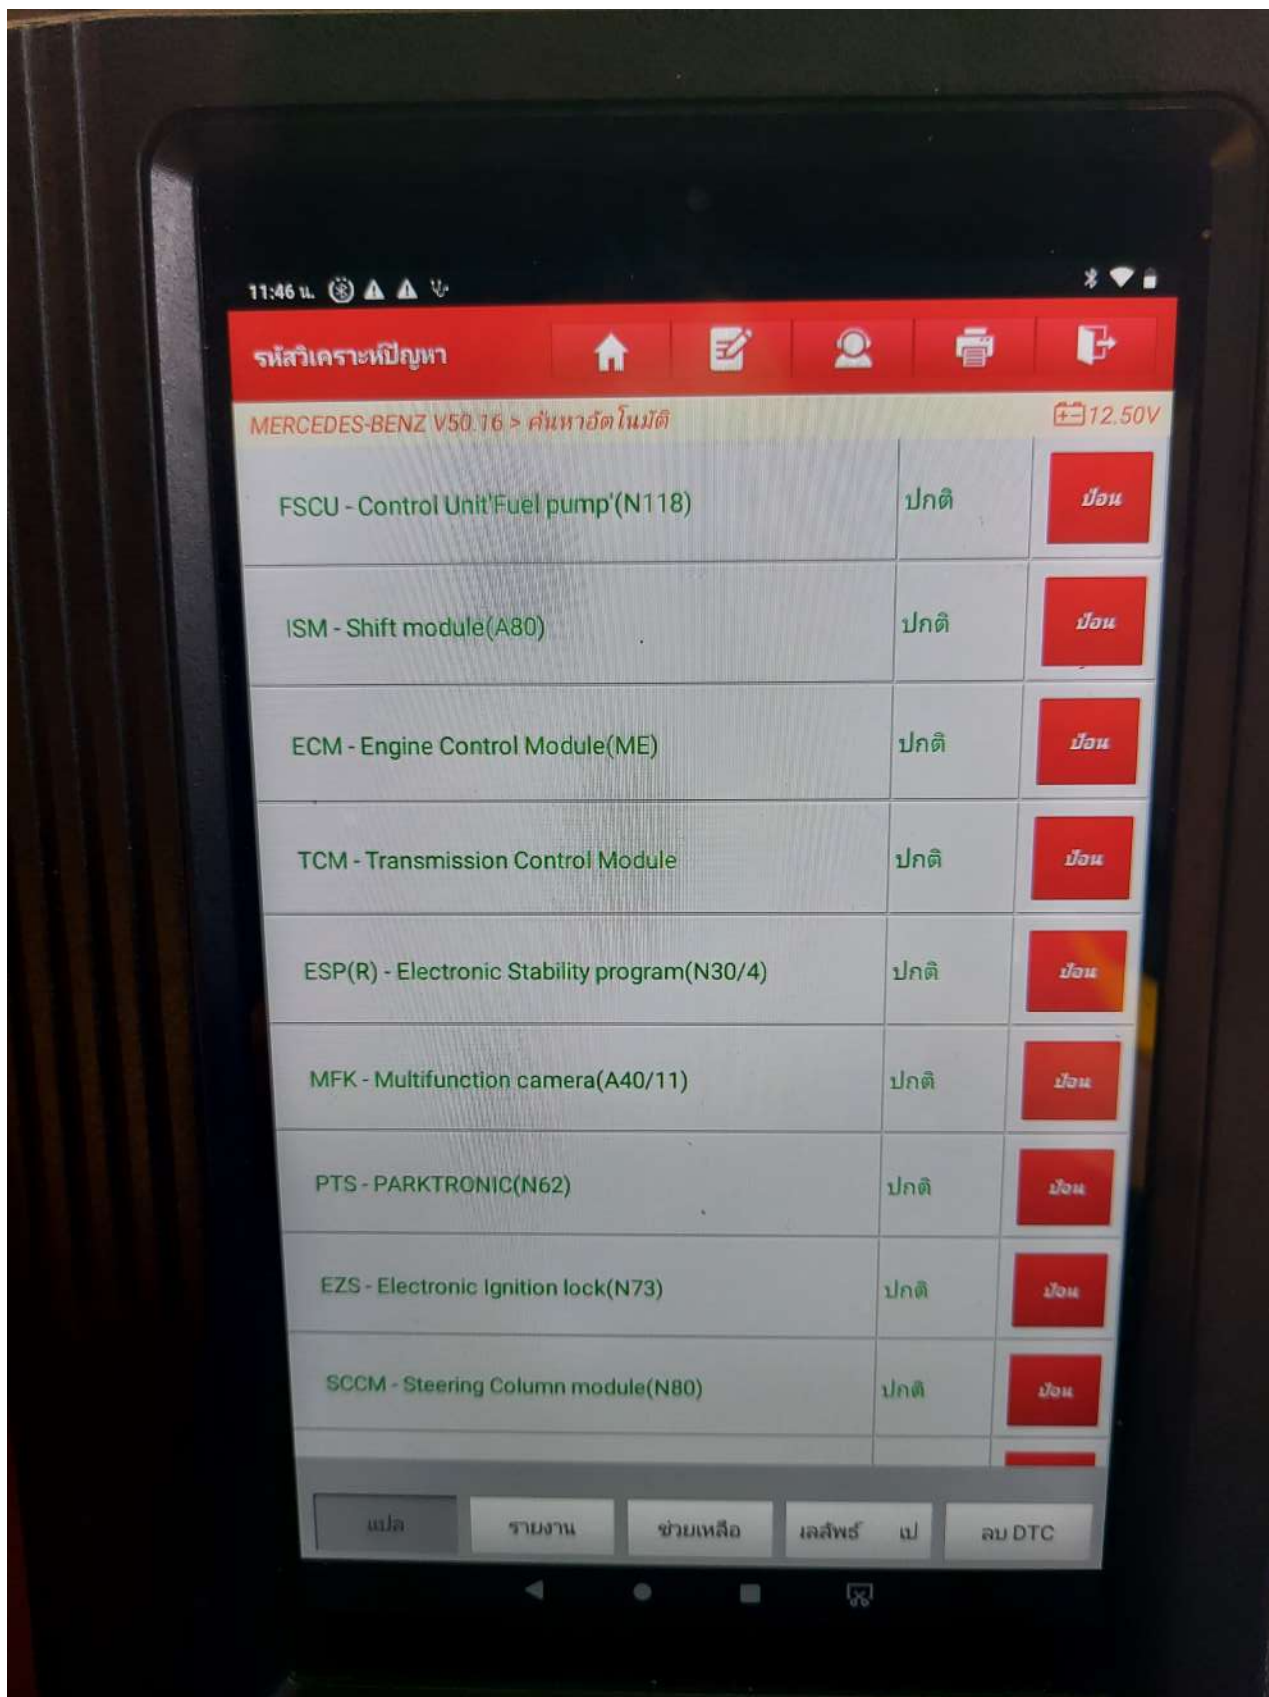 11:46 น.
รหัสวิเคราะห์ปัญหา
MERCEDES-BENZ V50.16 > ค้นหาอัตโนมัติ 12.50V
FSCU - Control Unit'Fuel pump'(N118) ปกติ ป้อน
ISM - Shift module(A80) ปกติ ป้อน
ECM - Engine Control Module(ME) ปกติ ป้อน
TCM - Transmission Control Module ปกติ ป้อน
ESP(R) - Electronic Stability program(N30/4) ปกติ ป้อน
MFK - Multifunction camera(A40/11) ปกติ ป้อน
PTS - PARKTRONIC(N62) ปกติ ป้อน
EZS - Electronic Ignition lock(N73) ปกติ ป้อน
SCCM - Steering Column module(N80) ปกติ ป้อน
แปล รายงาน ช่วยเหลือ เลลัพธ์ เป ลบ DTC